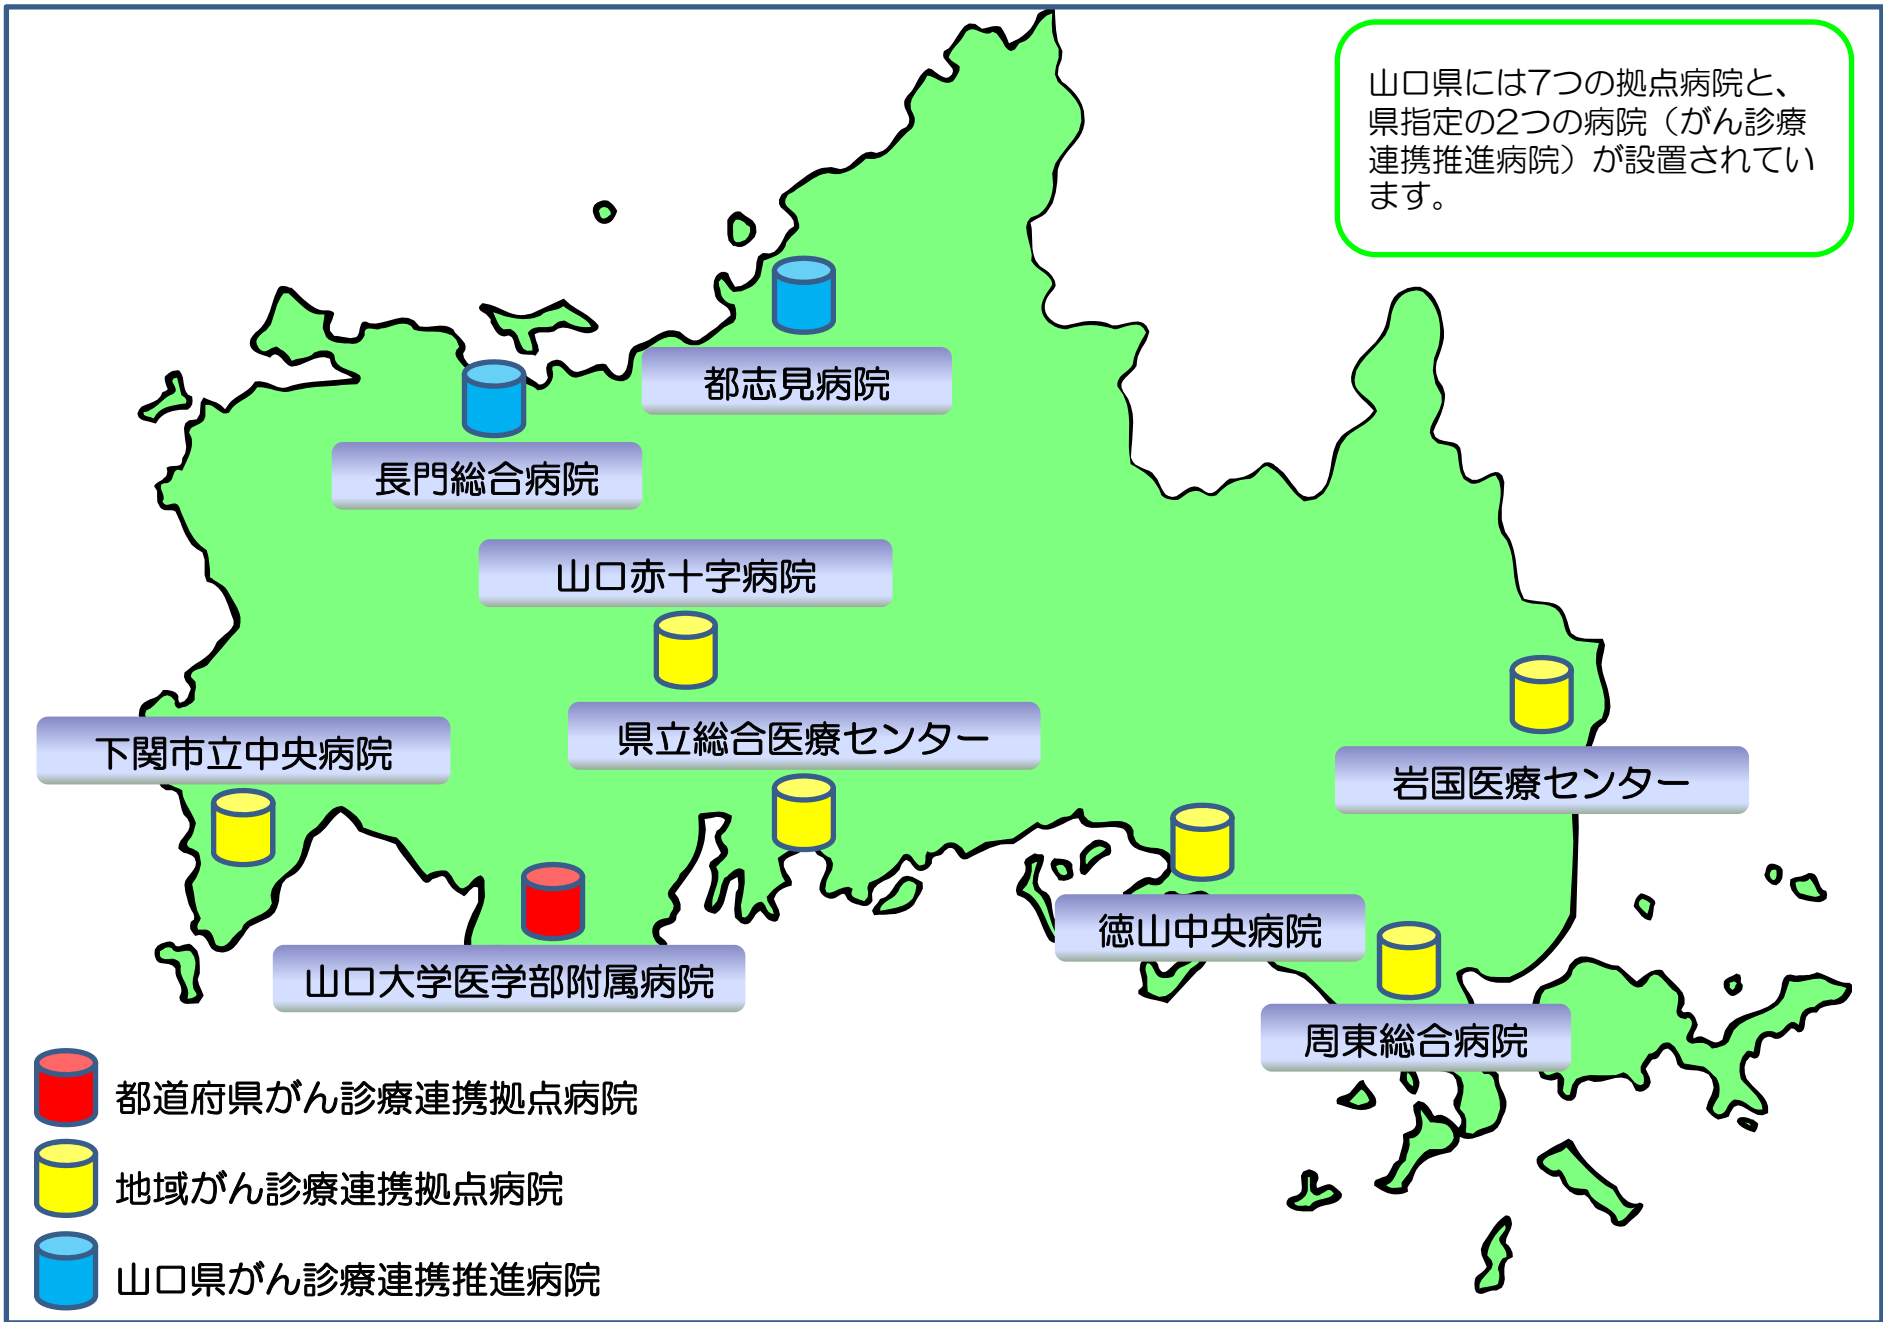 山口県には7つの拠点病院と、
県指定の2つの病院（がん診療
連携推進病院）が設置されてい
ます。
都志見病院
長門総合病院
山口赤十字病院
県立総合医療センター
下関市立中央病院
岩国医療センター
徳山中央病院
山口大学医学部附属病院
周東総合病院
都道府県がん診療連携拠点病院
地域がん診療連携拠点病院
山口県がん診療連携推進病院